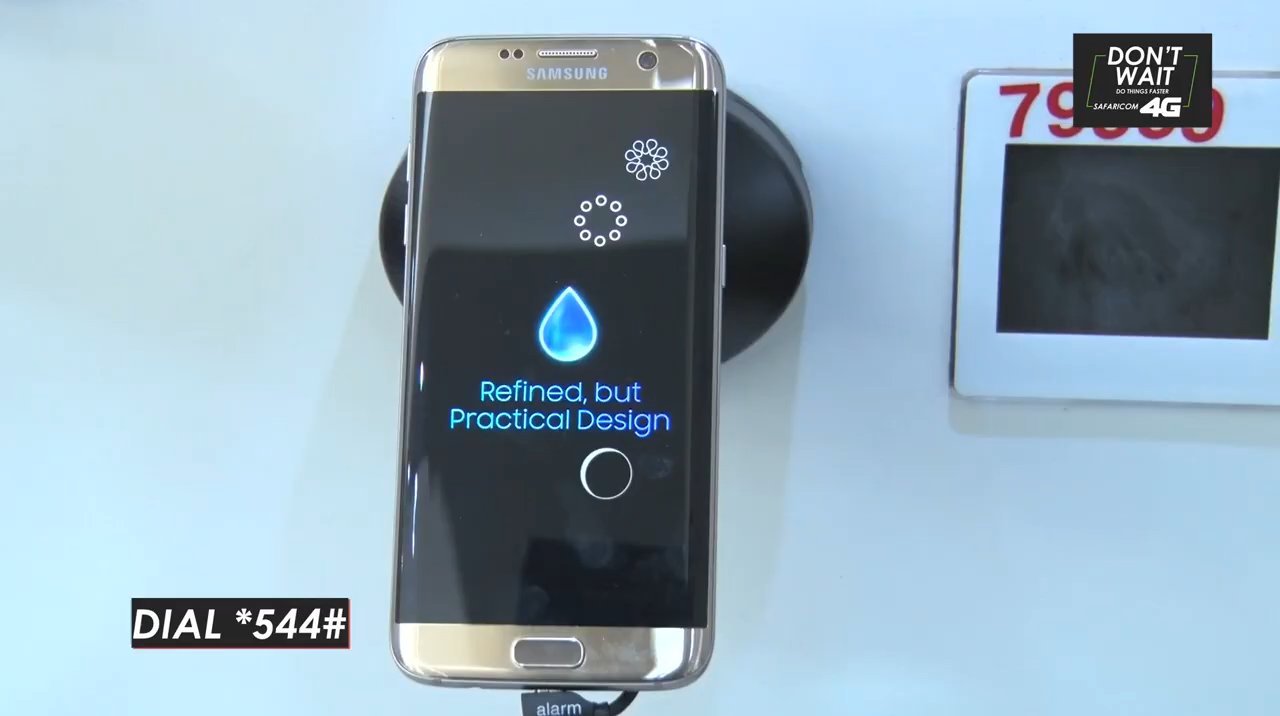 SAMSUNG
Refined, but
Practical Design
DON'T
WAIT
DO THINGS FASTER
SAFARICOM 4G
DIAL *544#
alarm